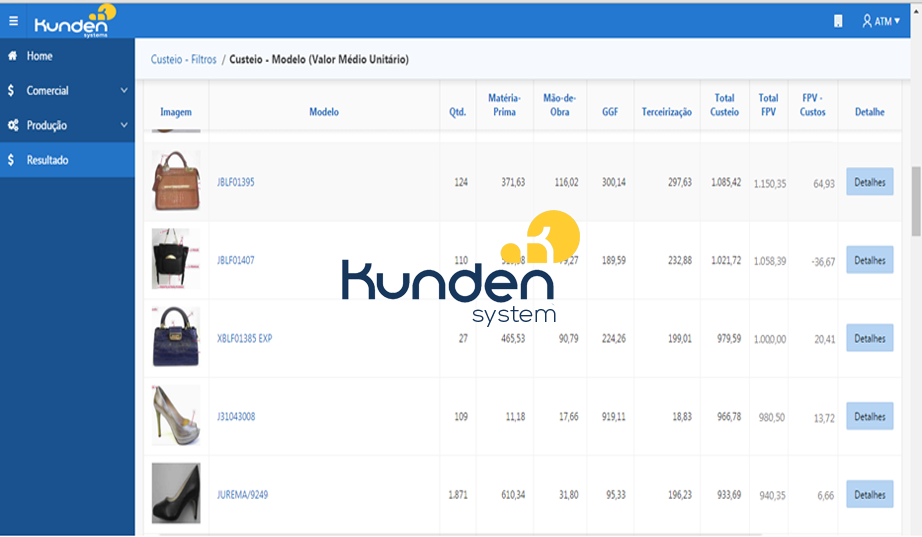 Kunden
systems
ATM
Home
Comercial
Produção
Resultado
Custeio - Filtros / Custeio - Modelo (Valor Médio Unitário)
Imagem Modelo Qtd. Matéria-Prima Mão-de-Obra GGF Terceirização Total Custeio Total FPV FPV - Custos Detalhe
JBLF01395 124 371,63 116,02 300,14 297,63 1.085,42 1.150,35 64,93 Detalhes
JBLF01407 110 189,59 232,88 1.021,72 1.058,39 -36,67 Detalhes
XBLF01385 EXP 27 465,53 90,79 224,26 199,01 979,59 1.000,00 20,41 Detalhes
J31043008 109 11,18 17,66 919,11 18,83 966,78 980,50 13,72 Detalhes
JUREMA/9249 1.871 610,34 31,80 95,33 196,23 933,69 940,35 6,66 Detalhes
Kunden
system